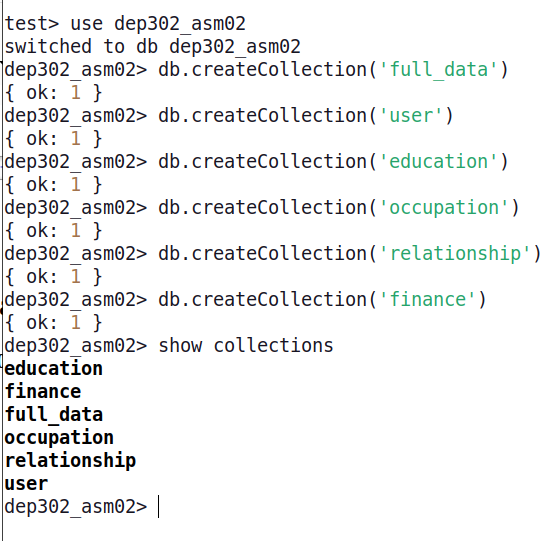 test> use dep302_asm02
switched to db dep302_asm02
dep302_asm02> db.createCollection('full_data')
{ ok: 1 }
dep302_asm02> db.createCollection('user')
{ ok: 1 }
dep302_asm02> db.createCollection('education')
{ ok: 1 }
dep302_asm02> db.createCollection('occupation')
{ ok: 1 }
dep302_asm02> db.createCollection('relationship')
{ ok: 1 }
dep302_asm02> db.createCollection('finance')
{ ok: 1 }
dep302_asm02> show collections
education
finance
full_data
occupation
relationship
user
dep302_asm02>